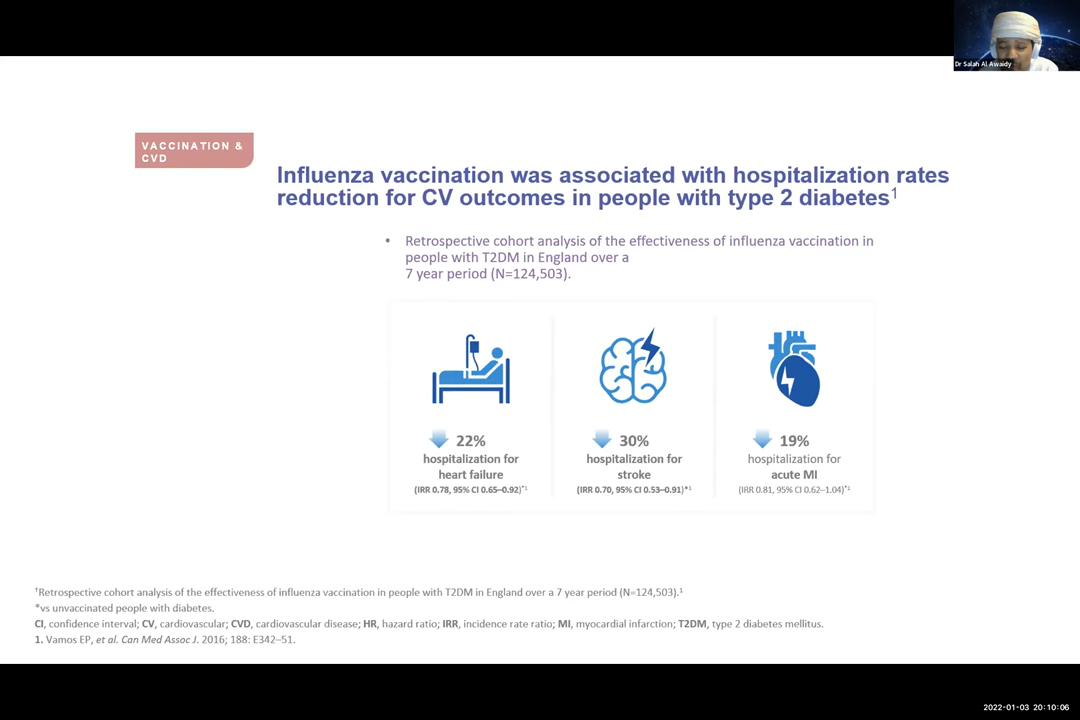 Dr Salah Al Awaidy
VACCINATION &
CVD
Influenza vaccination was associated with hospitalization rates
reduction for CV outcomes in people with type 2 diabetes1
• Retrospective cohort analysis of the effectiveness of influenza vaccination in
people with T2DM in England over a
7 year period (N=124,503).
22%
hospitalization for
heart failure
(IRR 0.78, 95% CI 0.65–0.92)*1
30%
hospitalization for
stroke
(IRR 0.70, 95% CI 0.53–0.91)*1
19%
hospitalization for
acute MI
(IRR 0.81, 95% CI 0.62–1.04)*1
†Retrospective cohort analysis of the effectiveness of influenza vaccination in people with T2DM in England over a 7 year period (N=124,503).1
*vs unvaccinated people with diabetes.
CI, confidence interval; CV, cardiovascular; CVD, cardiovascular disease; HR, hazard ratio; IRR, incidence rate ratio; MI, myocardial infarction; T2DM, type 2 diabetes mellitus.
1. Vamos EP, et al. Can Med Assoc J. 2016; 188: E342–51.
2022-01-03 20:10:06